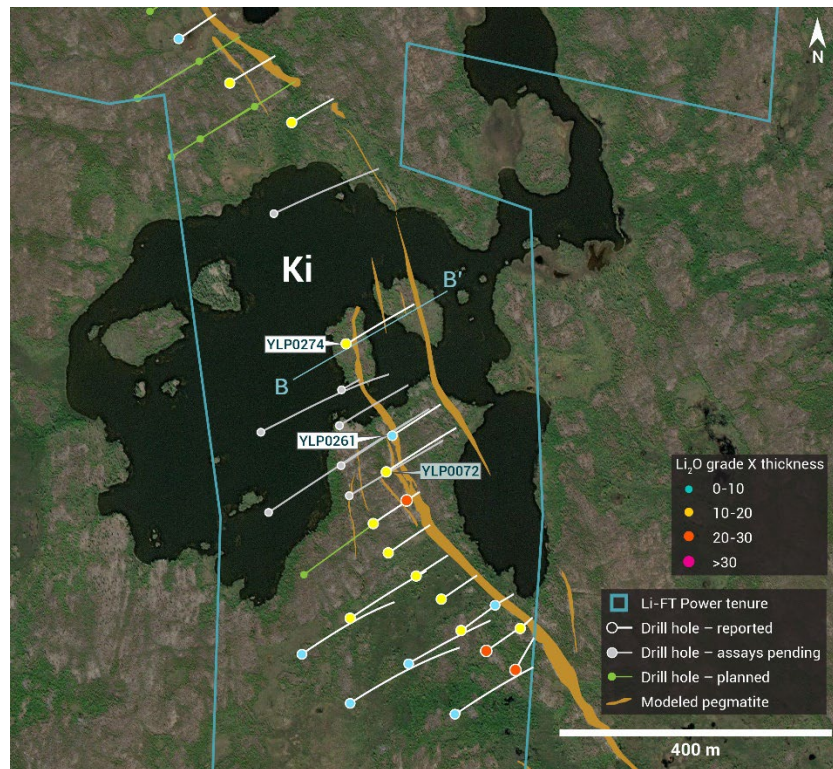 N
Ki
B'
YLP0274
B
YLP0261
YLP0072
Li₂O grade X thickness
0-10
10-20
20-30
>30
Li-FT Power tenure
Drill hole – reported
Drill hole – assays pending
Drill hole – planned
Modeled pegmatite
400 m